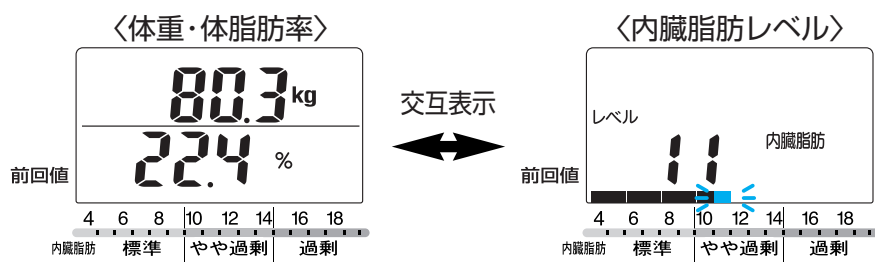 〈体重・体脂肪率〉
80.3 kg
22.4 %
前回値
4 6 8 10 12 14 16 18
内臓脂肪 標準 やや過剰 過剰
交互表示
〈内臓脂肪レベル〉
レベル
11 内臓脂肪
前回値
4 6 8 10 12 14 16 18
内臓脂肪 標準 やや過剰 過剰